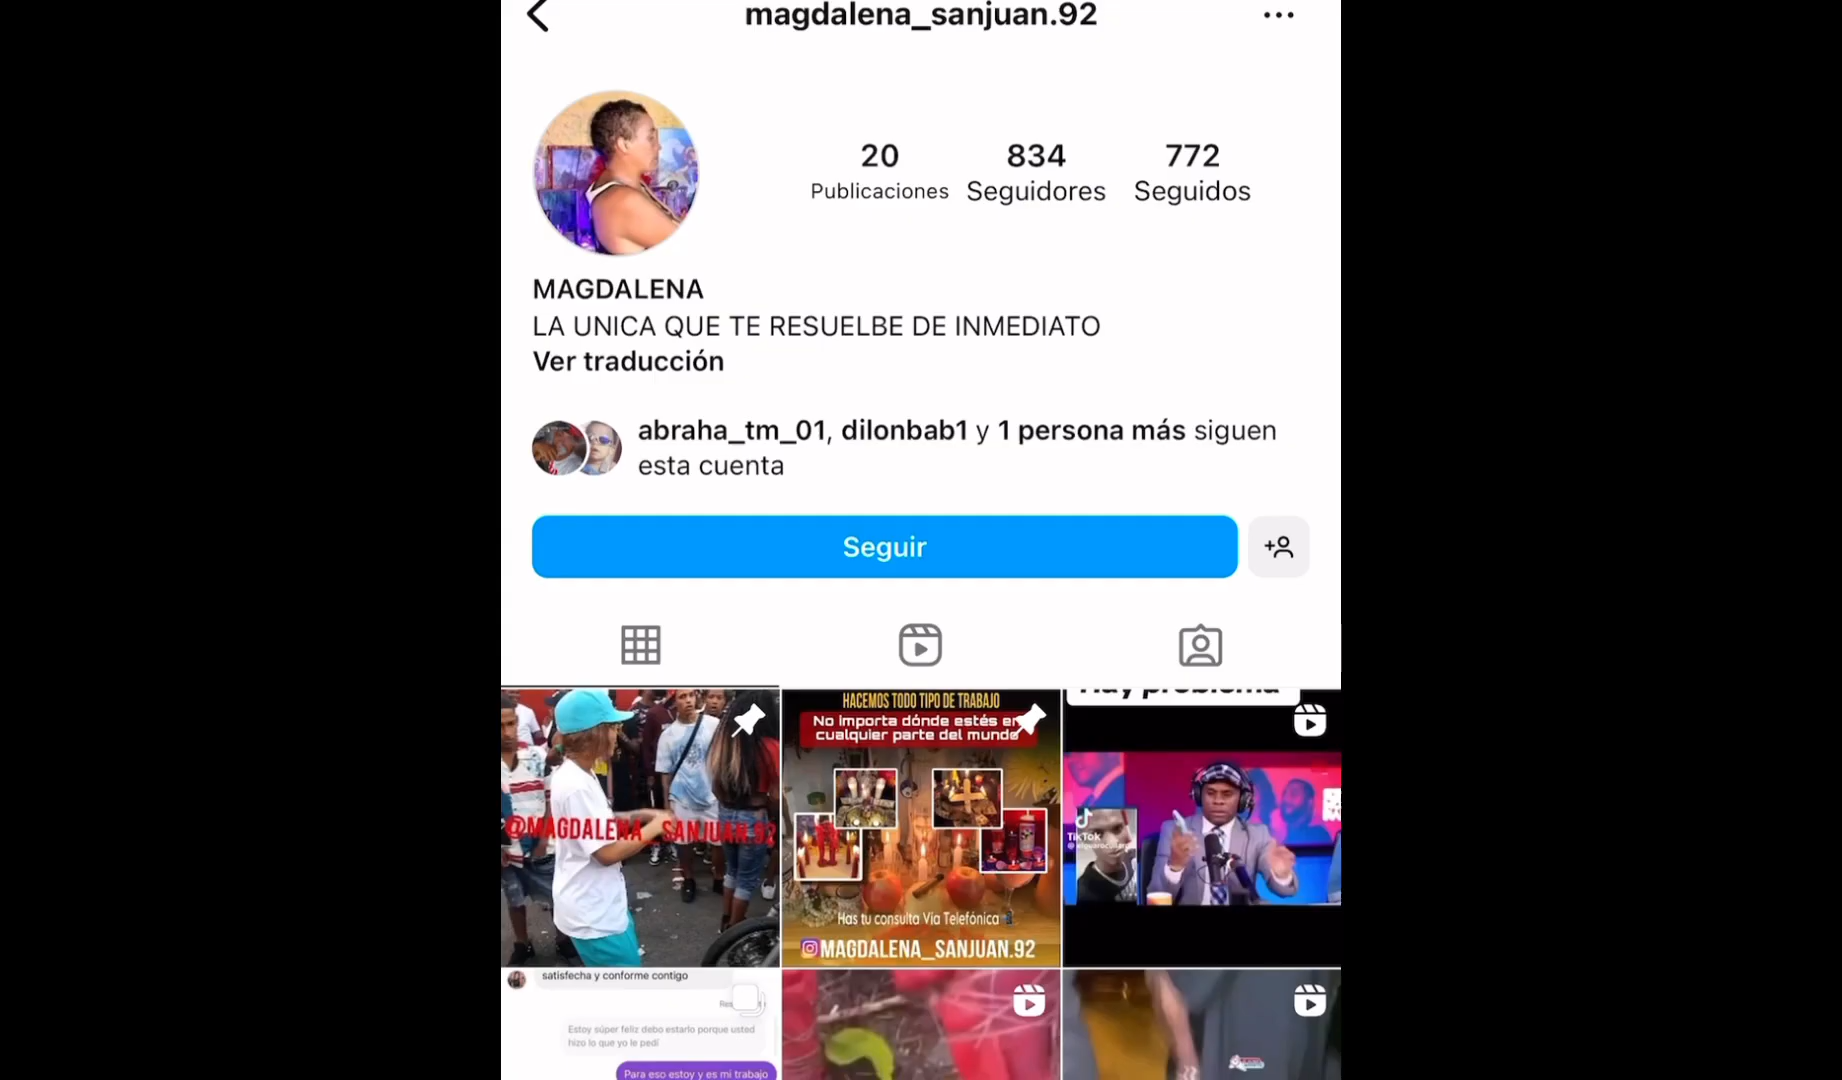 magdalena_sanjuan.92
20
834
772
Publicaciones
Seguidores
Seguidos
MAGDALENA
LA UNICA QUE TE RESUELBE DE INMEDIATO
Ver traducción
abraha_tm_01, dilonbab1 y 1 persona más siguen
esta cuenta
Seguir
@MAGDALENA_SANJUAN.92
HACEMOS TODO TIPO DE TRABAJO
No importa dónde estés en
cualquier parte del mundo
Has tu consulta Vía Telefónica
MAGDALENA_SANJUAN.92
Hay problema
TikTok
satisfecha y conforme contigo
Estoy súper feliz debo estarlo porque usted
hizo lo que yo le pedí
Para eso estoy y es mi trabajo